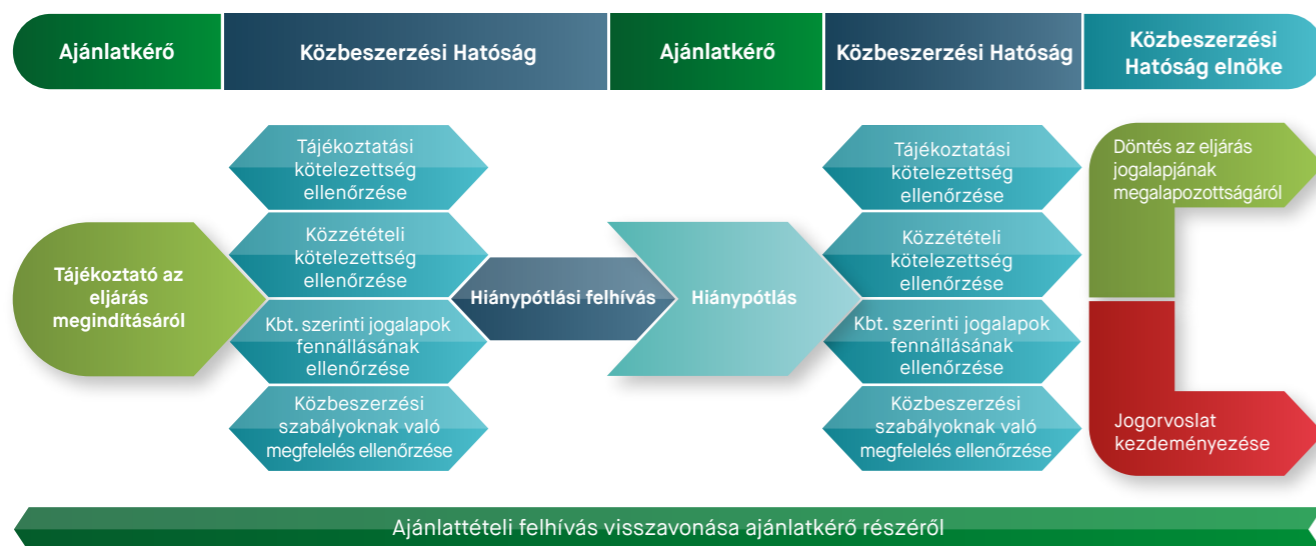 Ajánlatkérő
Közbeszerzési Hatóság
Ajánlatkérő
Közbeszerzési Hatóság
Közbeszerzési
Hatóság elnöke
Tájékoztató az
eljárás
megindításáról
Tájékoztatási
kötelezettség
ellenőrzése
Közzétételi
kötelezettség
ellenőrzése
Kbt. szerinti jogalapok
fennállásának
ellenőrzése
Közbeszerzési
szabályoknak való
megfelelés ellenőrzése
Hiánypótlási felhívás
Hiánypótlás
Tájékoztatási
kötelezettség
ellenőrzése
Közzétételi
kötelezettség
ellenőrzése
Kbt. szerinti jogalapok
fennállásának
ellenőrzése
Közbeszerzési
szabályoknak való
megfelelés ellenőrzése
Döntés az eljárás
jogalapjának
megalapozottságáról
Jogorvoslat
kezdeményezése
Ajánlattételi felhívás visszavonása ajánlatkérő részéről